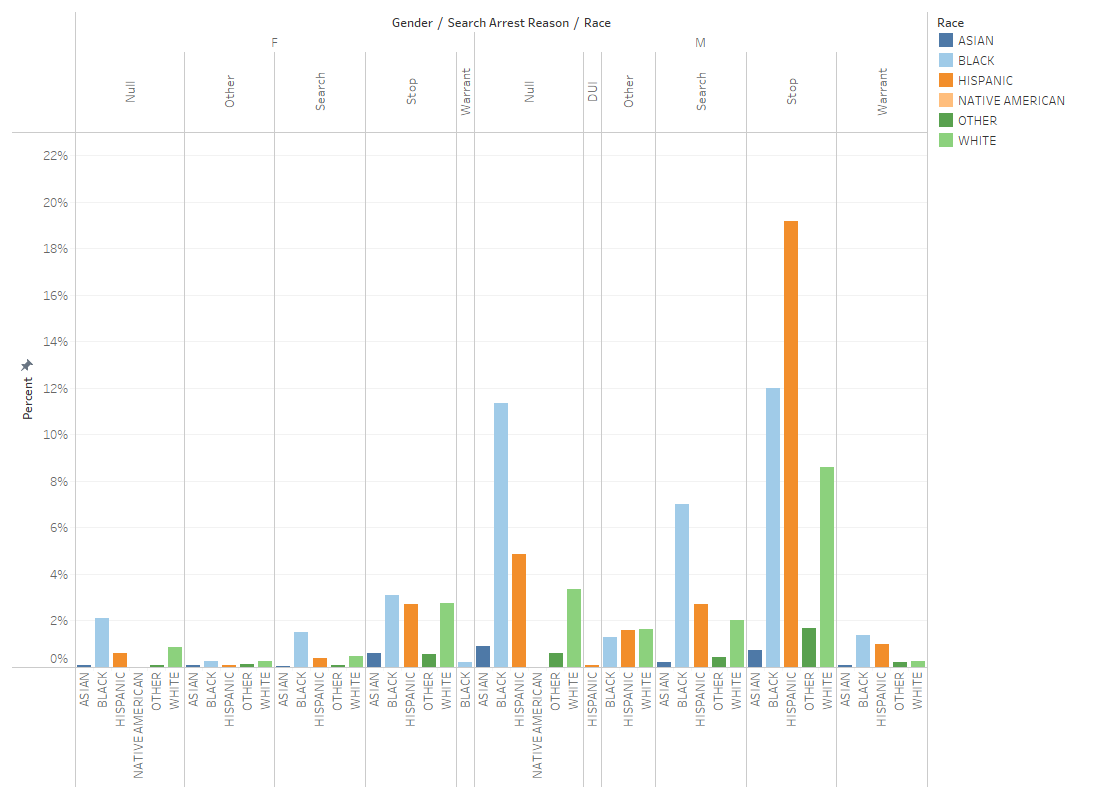 Gender / Search Arrest Reason / Race
F
M
Null
Other
Search
Stop
Warrant
Null
DUI
Other
Search
Stop
Warrant
22%
20%
18%
16%
14%
12%
10%
8%
6%
4%
2%
0%
Percent
ASIAN
BLACK
HISPANIC
NATIVE AMERICAN
OTHER
WHITE
ASIAN
BLACK
HISPANIC
OTHER
WHITE
ASIAN
BLACK
HISPANIC
OTHER
WHITE
ASIAN
BLACK
HISPANIC
OTHER
WHITE
BLACK
ASIAN
BLACK
HISPANIC
NATIVE AMERICAN
OTHER
WHITE
HISPANIC
BLACK
HISPANIC
WHITE
ASIAN
BLACK
HISPANIC
OTHER
WHITE
ASIAN
BLACK
HISPANIC
OTHER
WHITE
ASIAN
BLACK
HISPANIC
OTHER
WHITE
Race
ASIAN
BLACK
HISPANIC
NATIVE AMERICAN
OTHER
WHITE